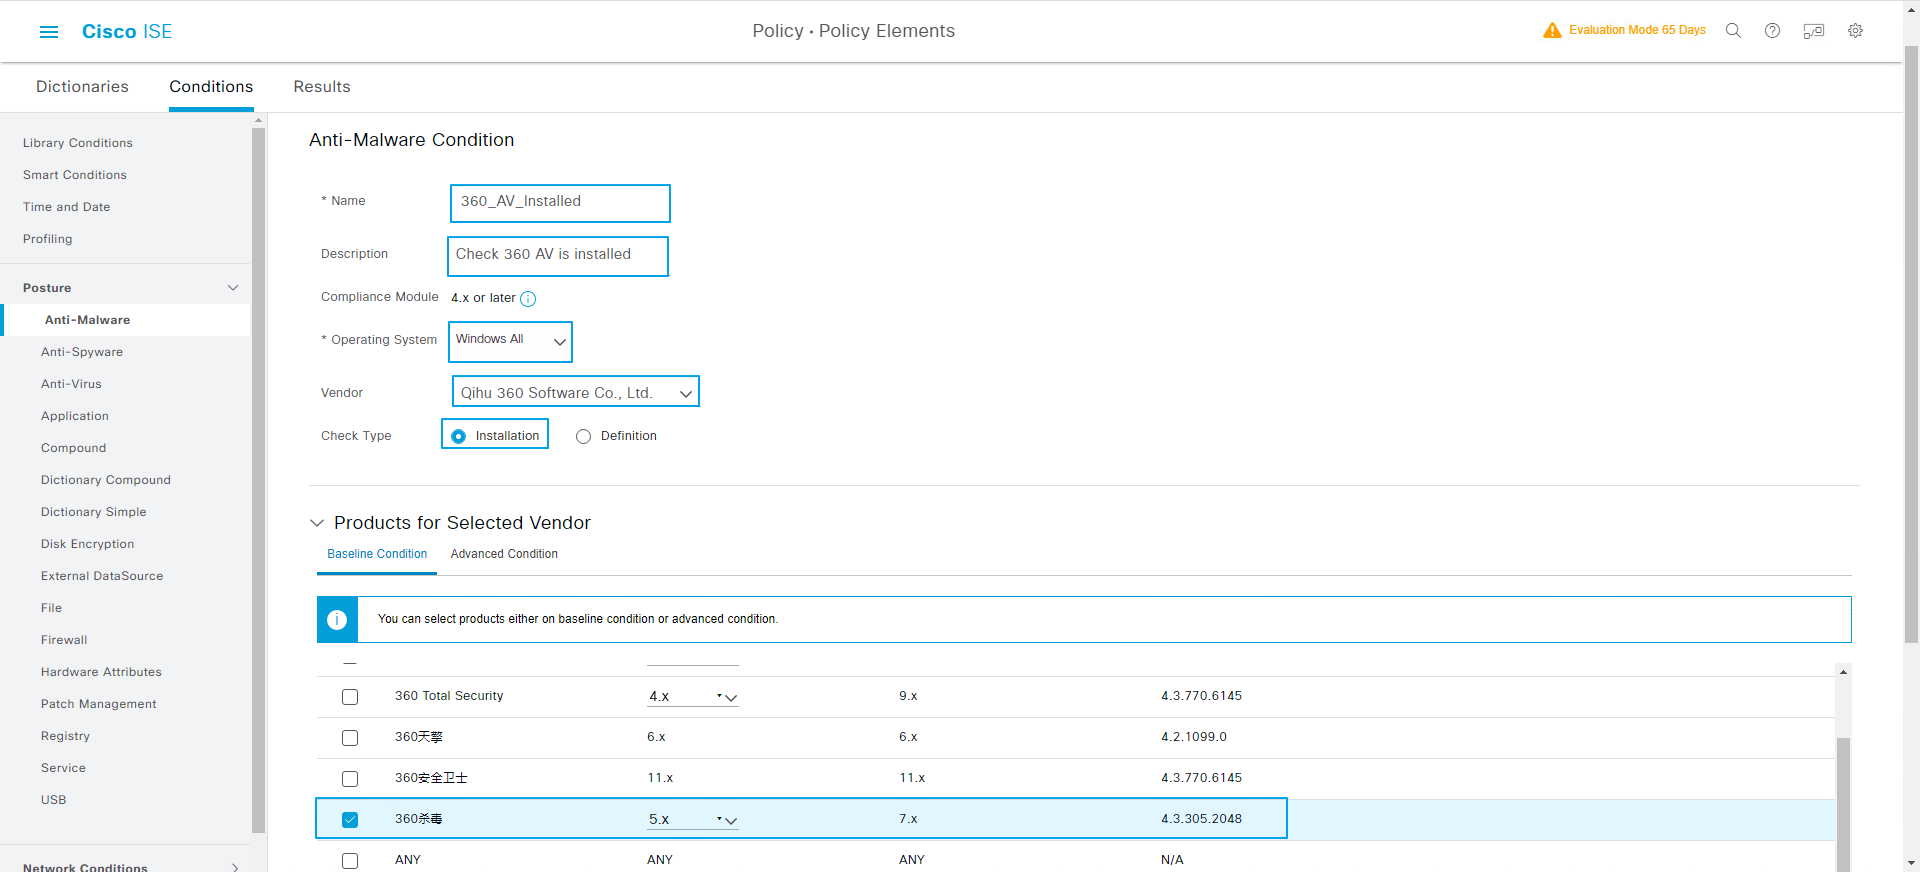 Cisco ISE
Policy · Policy Elements
Evaluation Mode 65 Days
Dictionaries
Conditions
Results
Library Conditions
Smart Conditions
Time and Date
Profiling
Posture
Anti-Malware
Anti-Spyware
Anti-Virus
Application
Compound
Dictionary Compound
Dictionary Simple
Disk Encryption
External DataSource
File
Firewall
Hardware Attributes
Patch Management
Registry
Service
USB
Network Conditions
Anti-Malware Condition
* Name 360_AV_Installed
Description Check 360 AV is installed
Compliance Module 4.x or later
* Operating System Windows All
Vendor Qihu 360 Software Co., Ltd.
Check Type Installation Definition
Products for Selected Vendor
Baseline Condition Advanced Condition
You can select products either on baseline condition or advanced condition.
360 Total Security 4.x 9.x 4.3.770.6145
360天擎 6.x 6.x 4.2.1099.0
360安全卫士 11.x 11.x 4.3.770.6145
360杀毒 5.x 7.x 4.3.305.2048
ANY ANY ANY N/A